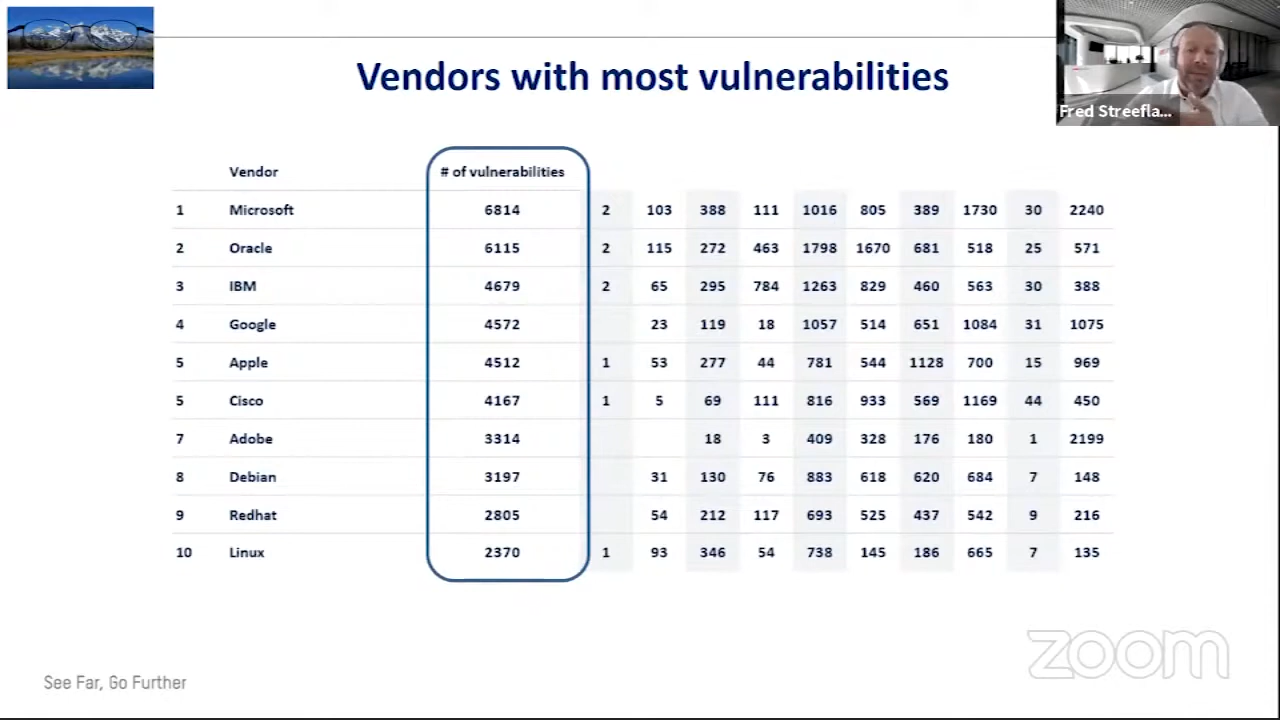 Vendors with most vulnerabilities
Fred Streefla...
Vendor # of vulnerabilities
1 Microsoft 6814 2 103 388 111 1016 805 389 1730 30 2240
2 Oracle 6115 2 115 272 463 1798 1670 681 518 25 571
3 IBM 4679 2 65 295 784 1263 829 460 563 30 388
4 Google 4572 23 119 18 1057 514 651 1084 31 1075
5 Apple 4512 1 53 277 44 781 544 1128 700 15 969
5 Cisco 4167 1 5 69 111 816 933 569 1169 44 450
7 Adobe 3314 18 3 409 328 176 180 1 2199
8 Debian 3197 31 130 76 883 618 620 684 7 148
9 Redhat 2805 54 212 117 693 525 437 542 9 216
10 Linux 2370 1 93 346 54 738 145 186 665 7 135
zoom
See Far, Go Further